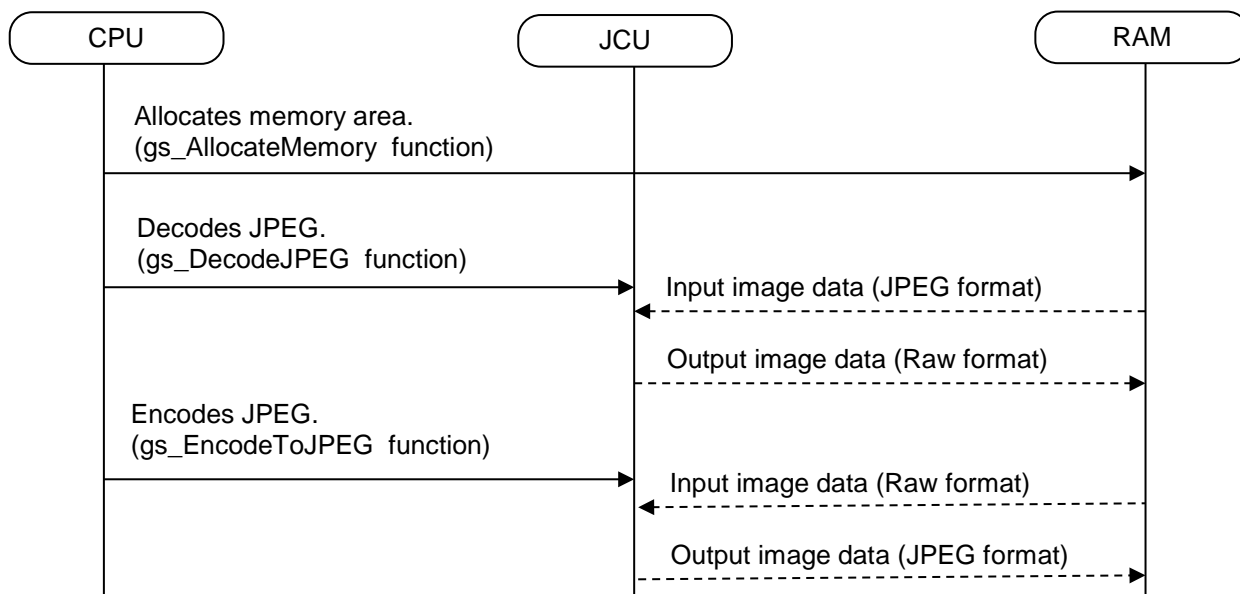 CPU
JCU
RAM
Allocates memory area.
(gs_AllocateMemory function)
Decodes JPEG.
(gs_DecodeJPEG function)
Input image data (JPEG format)
Output image data (Raw format)
Encodes JPEG.
(gs_EncodeToJPEG function)
Input image data (Raw format)
Output image data (JPEG format)